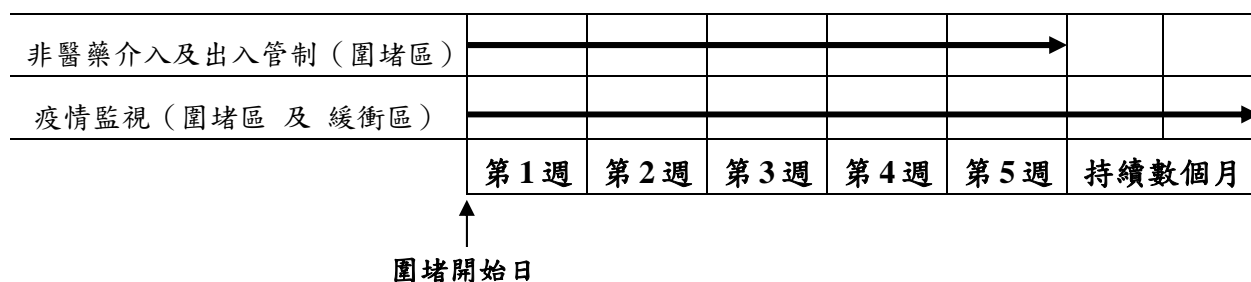 非醫藥介入及出入管制（圍堵區）
疫情監視（圍堵區 及 緩衝區）
第1週 第2週 第3週 第4週 第5週 持續數個月
圍堵開始日